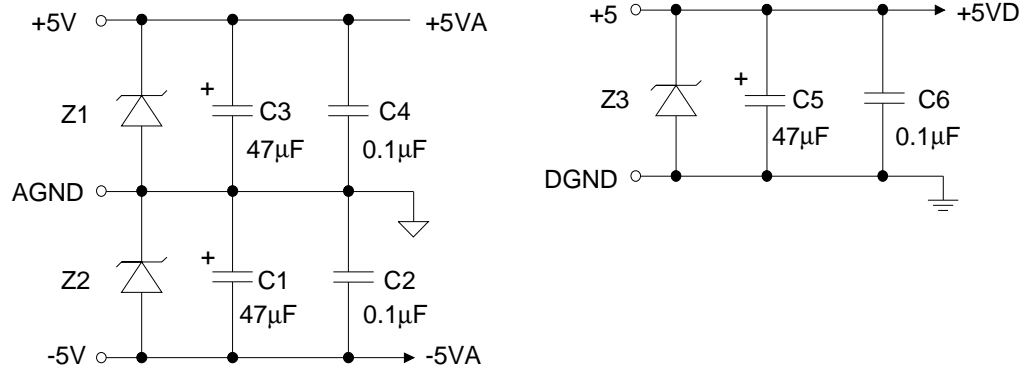 +5V
+5VA
Z1
+
C3
47μF
C4
0.1μF
AGND
Z2
+
C1
47μF
C2
0.1μF
-5V
-5VA
+5
+5VD
Z3
+
C5
47μF
C6
0.1μF
DGND